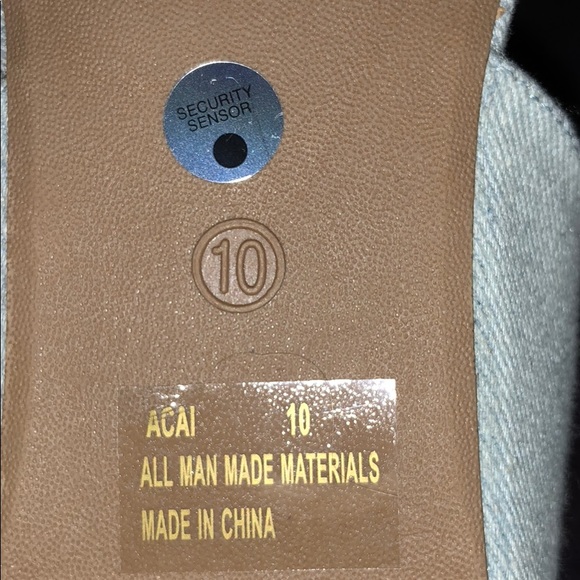 SECURITY
SENSOR
10
ACAI 10
ALL MAN MADE MATERIALS
MADE IN CHINA